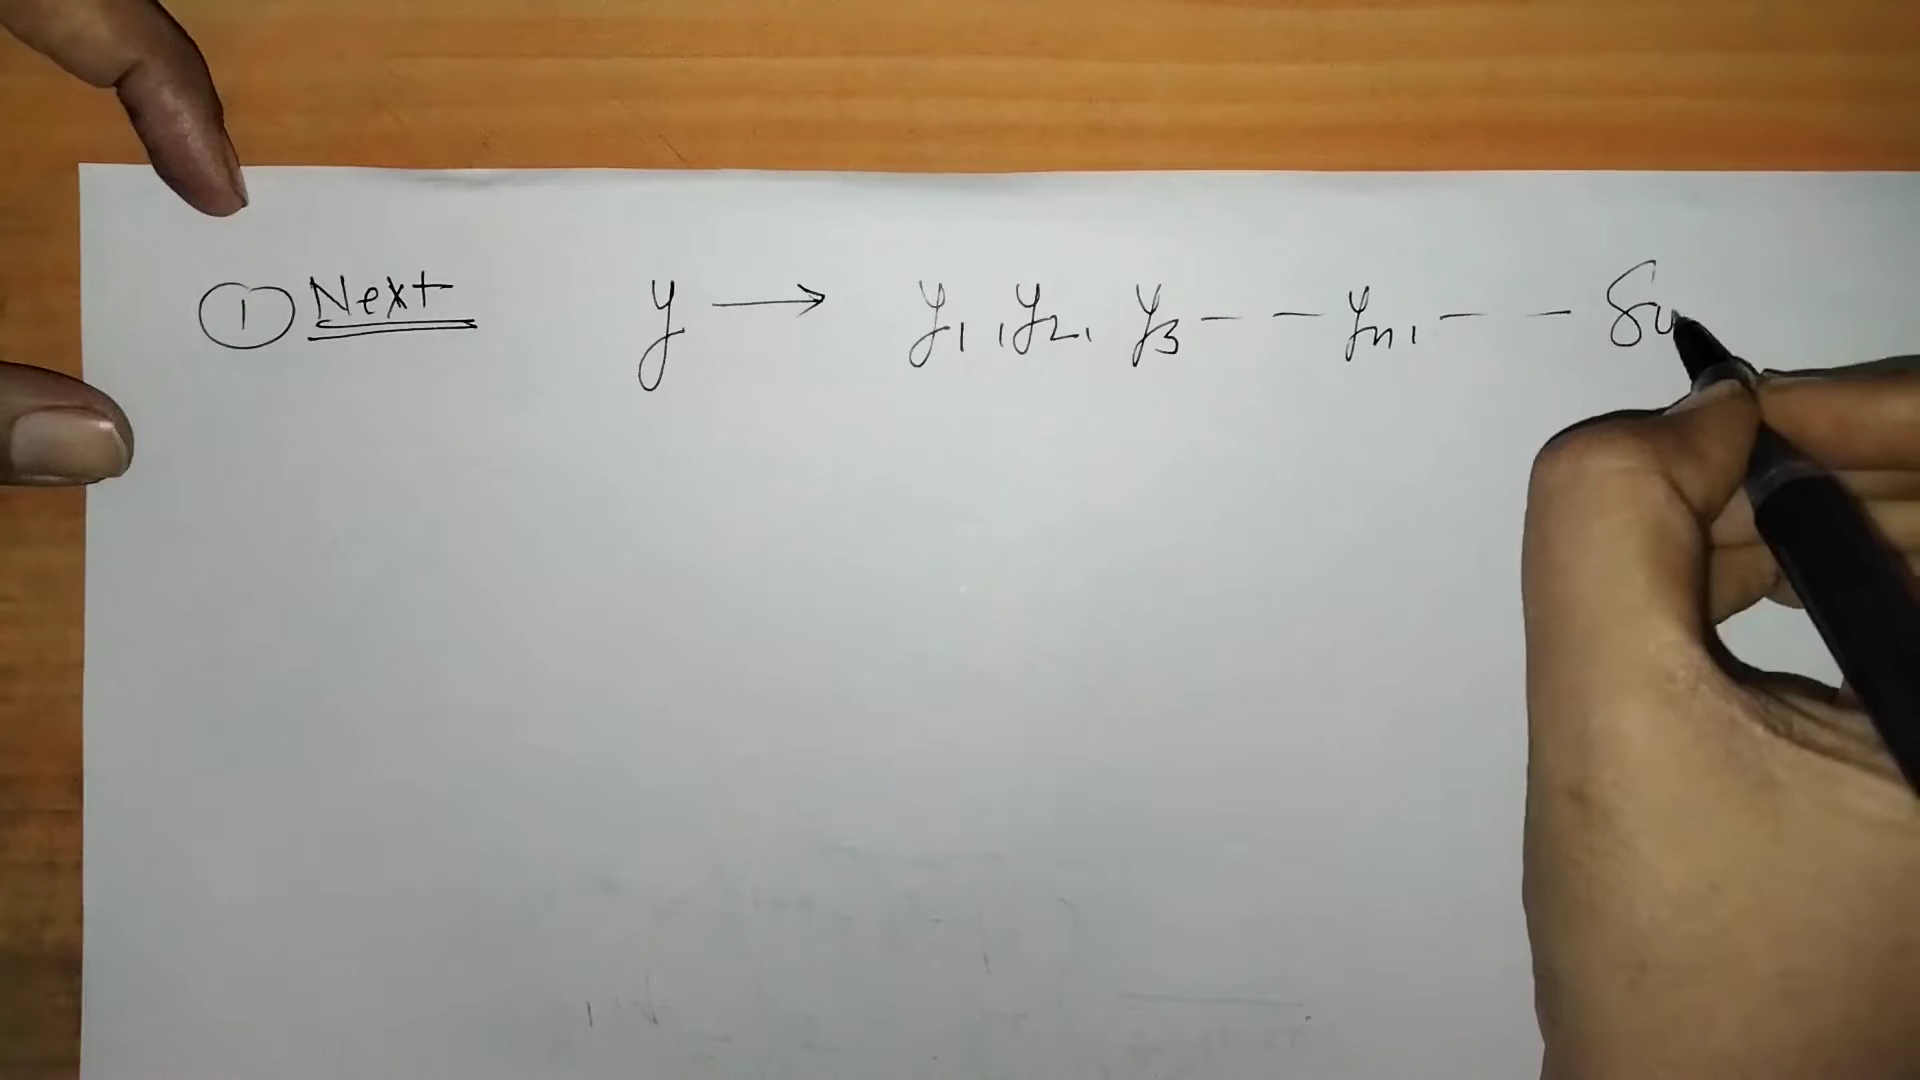 ① Next y → y₁, y₂, y₃ - - yₙ, - - Su